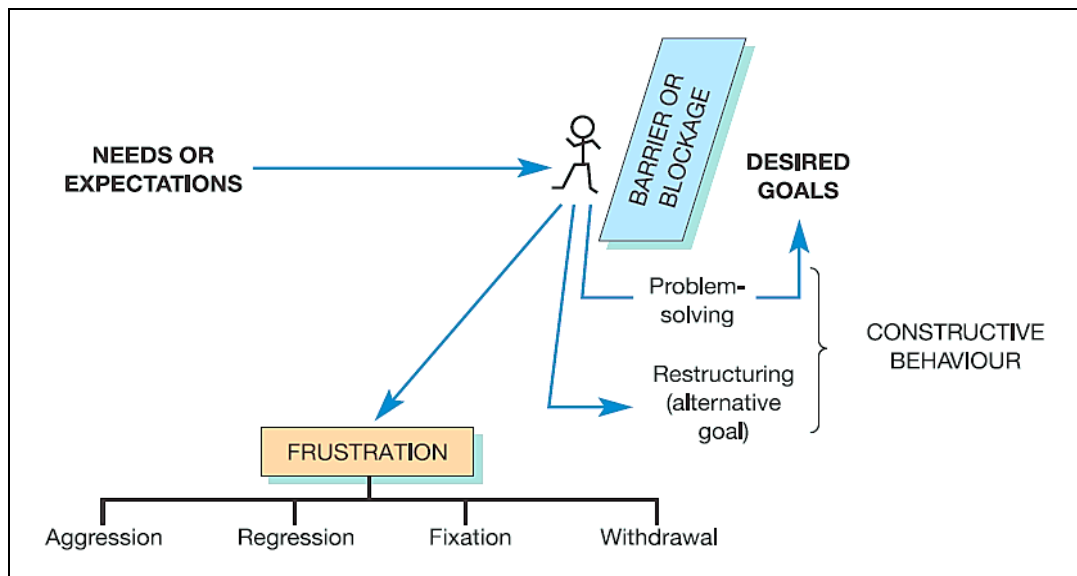 NEEDS OR
EXPECTATIONS
BARRIER OR
BLOCKAGE
DESIRED
GOALS
Problem-
solving
Restructuring
(alternative
goal)
CONSTRUCTIVE
BEHAVIOUR
FRUSTRATION
Aggression
Regression
Fixation
Withdrawal